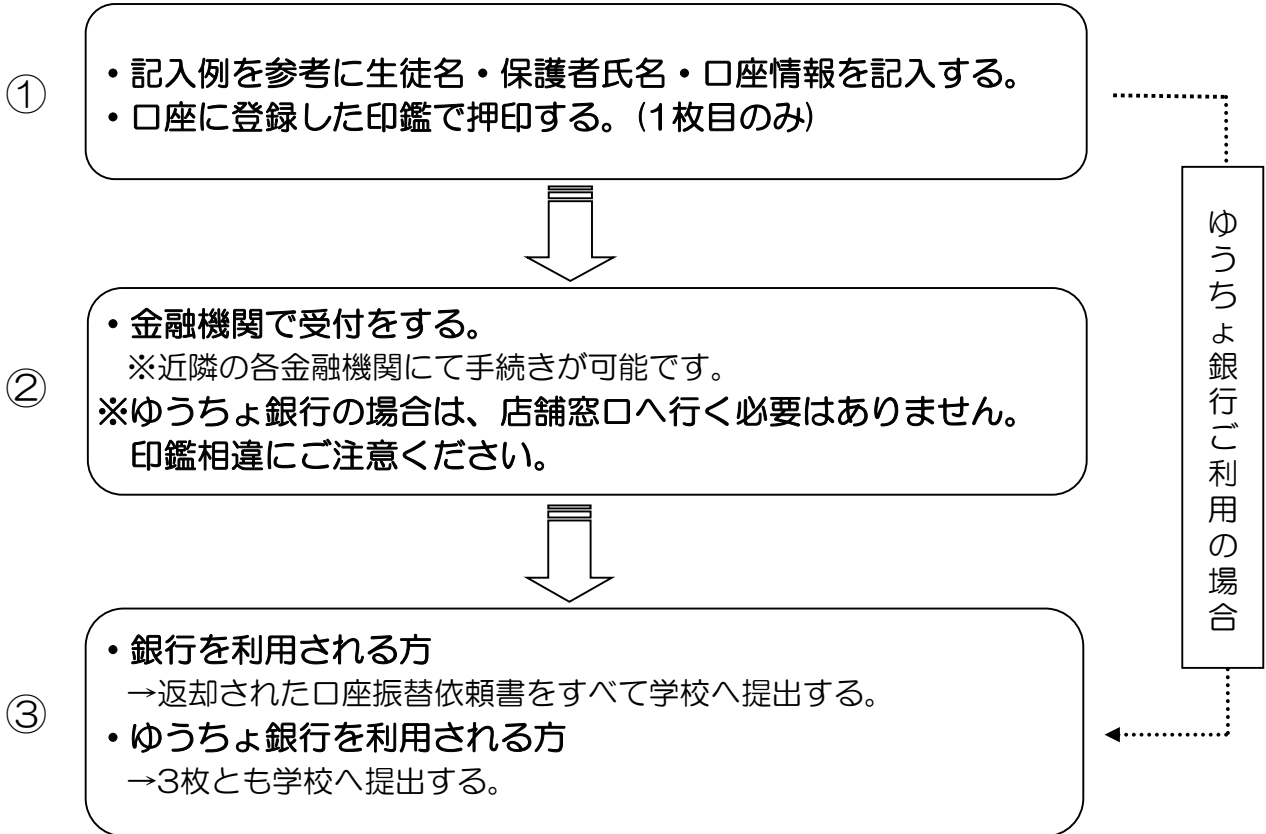 ①
・記入例を参考に生徒名・保護者氏名・口座情報を記入する。
・口座に登録した印鑑で押印する。(1枚目のみ)
②
・金融機関で受付をする。
※近隣の各金融機関にて手続きが可能です。
※ゆうちょ銀行の場合は、店舗窓口へ行く必要はありません。
印鑑相違にご注意ください。
③
・銀行を利用される方
→返却された口座振替依頼書をすべて学校へ提出する。
・ゆうちょ銀行を利用される方
→3枚とも学校へ提出する。
ゆうちょ銀行ご利用の場合